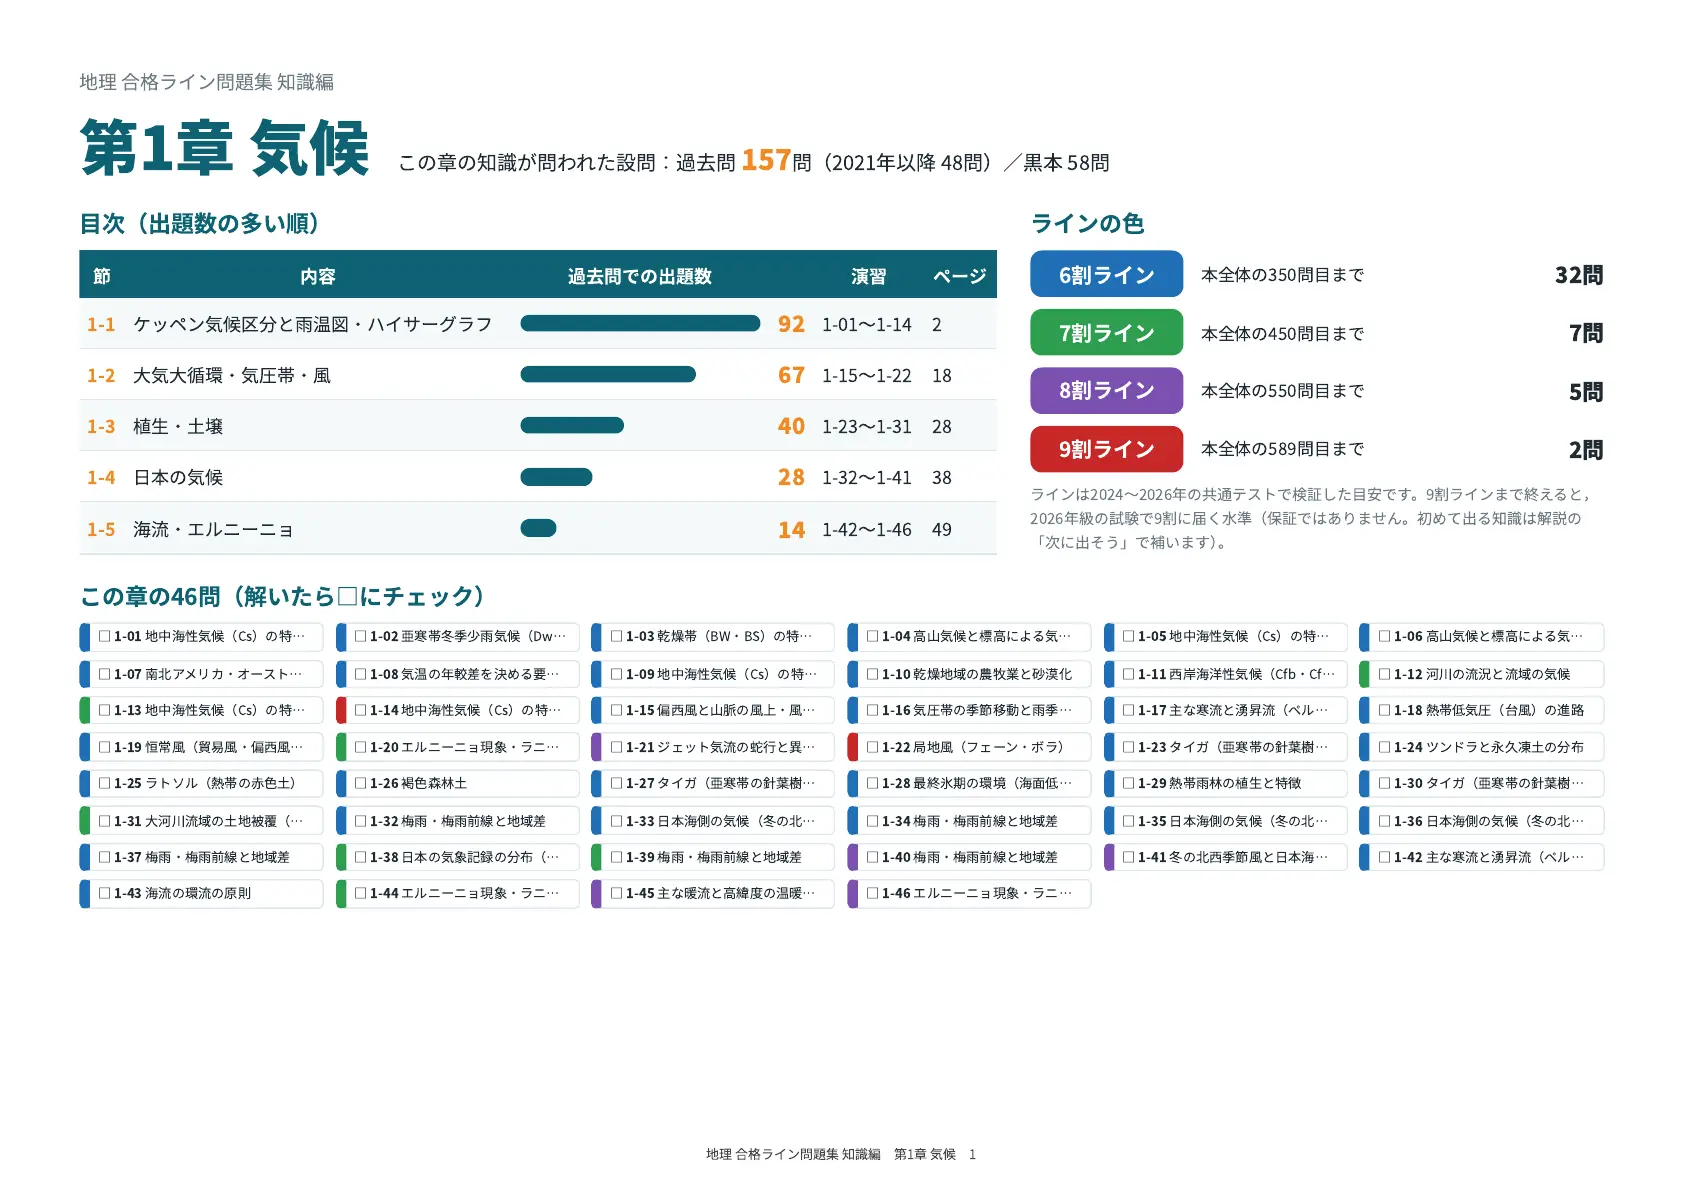 地理 合格ライン問題集 知識編
第1章 気候
この章の知識が問われた設問：過去問 157問（2021年以降 48問）／黒本 58問
目次（出題数の多い順）
節 内容 過去問での出題数 演習 ページ
1-1 ケッペン気候区分と雨温図・ハイサーグラフ 92 1-01〜1-14 2
1-2 大気大循環・気圧帯・風 67 1-15〜1-22 18
1-3 植生・土壌 40 1-23〜1-31 28
1-4 日本の気候 28 1-32〜1-41 38
1-5 海流・エルニーニョ 14 1-42〜1-46 49
ラインの色
6割ライン 本全体の350問目まで 32問
7割ライン 本全体の450問目まで 7問
8割ライン 本全体の550問目まで 5問
9割ライン 本全体の589問目まで 2問
ラインは2024〜2026年の共通テストで検証した目安です。9割ラインまで終えると，
2026年級の試験で9割に届く水準（保証ではありません。初めて出る知識は解説の
「次に出そう」で補います）。
この章の46問（解いたら□にチェック）
□ 1-01 地中海性気候（Cs）の特… □ 1-02 亜寒帯冬季少雨気候（Dw… □ 1-03 乾燥帯（BW・BS）の特… □ 1-04 高山気候と標高による気… □ 1-05 地中海性気候（Cs）の特… □ 1-06 高山気候と標高による気…
□ 1-07 南北アメリカ・オースト… □ 1-08 気温の年較差を決める要… □ 1-09 地中海性気候（Cs）の特… □ 1-10 乾燥地域の農牧業と砂漠化 □ 1-11 西岸海洋性気候（Cfb・Cf… □ 1-12 河川の流況と流域の気候
□ 1-13 地中海性気候（Cs）の特… □ 1-14 地中海性気候（Cs）の特… □ 1-15 偏西風と山脈の風上・風… □ 1-16 気圧帯の季節移動と雨季… □ 1-17 主な寒流と湧昇流（ペル… □ 1-18 熱帯低気圧（台風）の進路
□ 1-19 恒常風（貿易風・偏西風… □ 1-20 エルニーニョ現象・ラニ… □ 1-21 ジェット気流の蛇行と異… □ 1-22 局地風（フェーン・ボラ） □ 1-23 タイガ（亜寒帯の針葉樹… □ 1-24 ツンドラと永久凍土の分布
□ 1-25 ラトソル（熱帯の赤色土） □ 1-26 褐色森林土 □ 1-27 タイガ（亜寒帯の針葉樹… □ 1-28 最終氷期の環境（海面低… □ 1-29 熱帯雨林の植生と特徴 □ 1-30 タイガ（亜寒帯の針葉樹…
□ 1-31 大河川流域の土地被覆（… □ 1-32 梅雨・梅雨前線と地域差 □ 1-33 日本海側の気候（冬の北… □ 1-34 梅雨・梅雨前線と地域差 □ 1-35 日本海側の気候（冬の北… □ 1-36 日本海側の気候（冬の北…
□ 1-37 梅雨・梅雨前線と地域差 □ 1-38 日本の気象記録の分布（… □ 1-39 梅雨・梅雨前線と地域差 □ 1-40 梅雨・梅雨前線と地域差 □ 1-41 冬の北西季節風と日本海… □ 1-42 主な寒流と湧昇流（ペル…
□ 1-43 海流の環流の原則 □ 1-44 エルニーニョ現象・ラニ… □ 1-45 主な暖流と高緯度の温暖… □ 1-46 エルニーニョ現象・ラニ…
地理 合格ライン問題集 知識編 第1章 気候 1